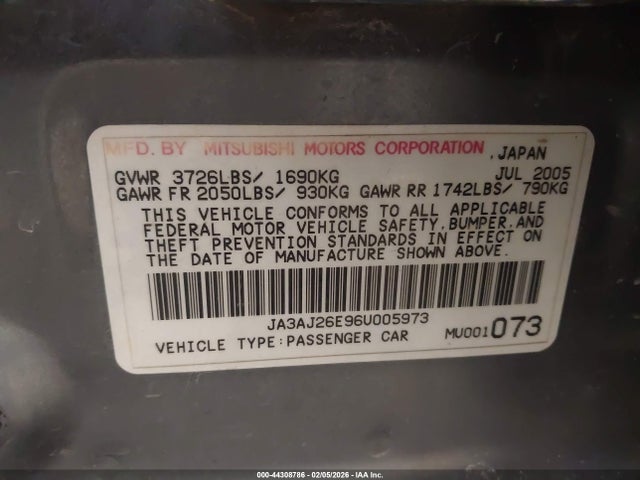 MFD. BY MITSUBISHI MOTORS CORPORATION , JAPAN
GVWR 3726LBS/ 1690KG JUL 2005
GAWR FR 2050LBS/ 930KG GAWR RR 1742LBS/ 790KG
THIS VEHICLE CONFORMS TO ALL APPLICABLE
FEDERAL MOTOR VEHICLE SAFETY, BUMPER, AND
THEFT PREVENTION STANDARDS IN EFFECT ON
THE DATE OF MANUFACTURE SHOWN ABOVE.
JA3AJ26E96U005973
VEHICLE TYPE:PASSENGER CAR MU001073
000-44308786 - 02/05/2026 - IAA Inc.